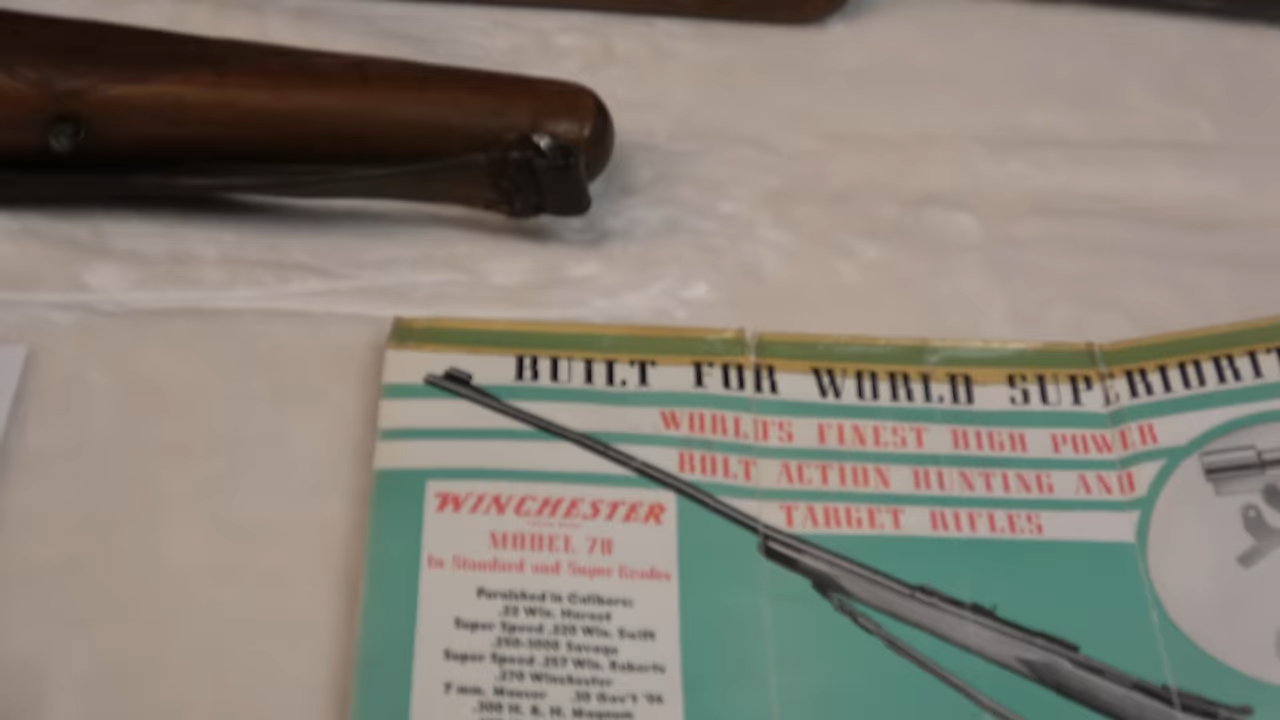 BUILT FOR WORLD SUPERIORIT
WORLD'S FINEST HIGH POWER
BOLT ACTION HUNTING AND
TARGET RIFLES
WINCHESTER
MODEL 70
In Standard and Super Grades
Furnished in Calibers:
.22 Win. Hornet
Super Speed .220 Win. Swift
.250-3000 Savage
Super Speed .257 Win. Roberts
.270 Winchester
7 mm. Mauser .30 Gov't '06
.300 H. & H. Magnum